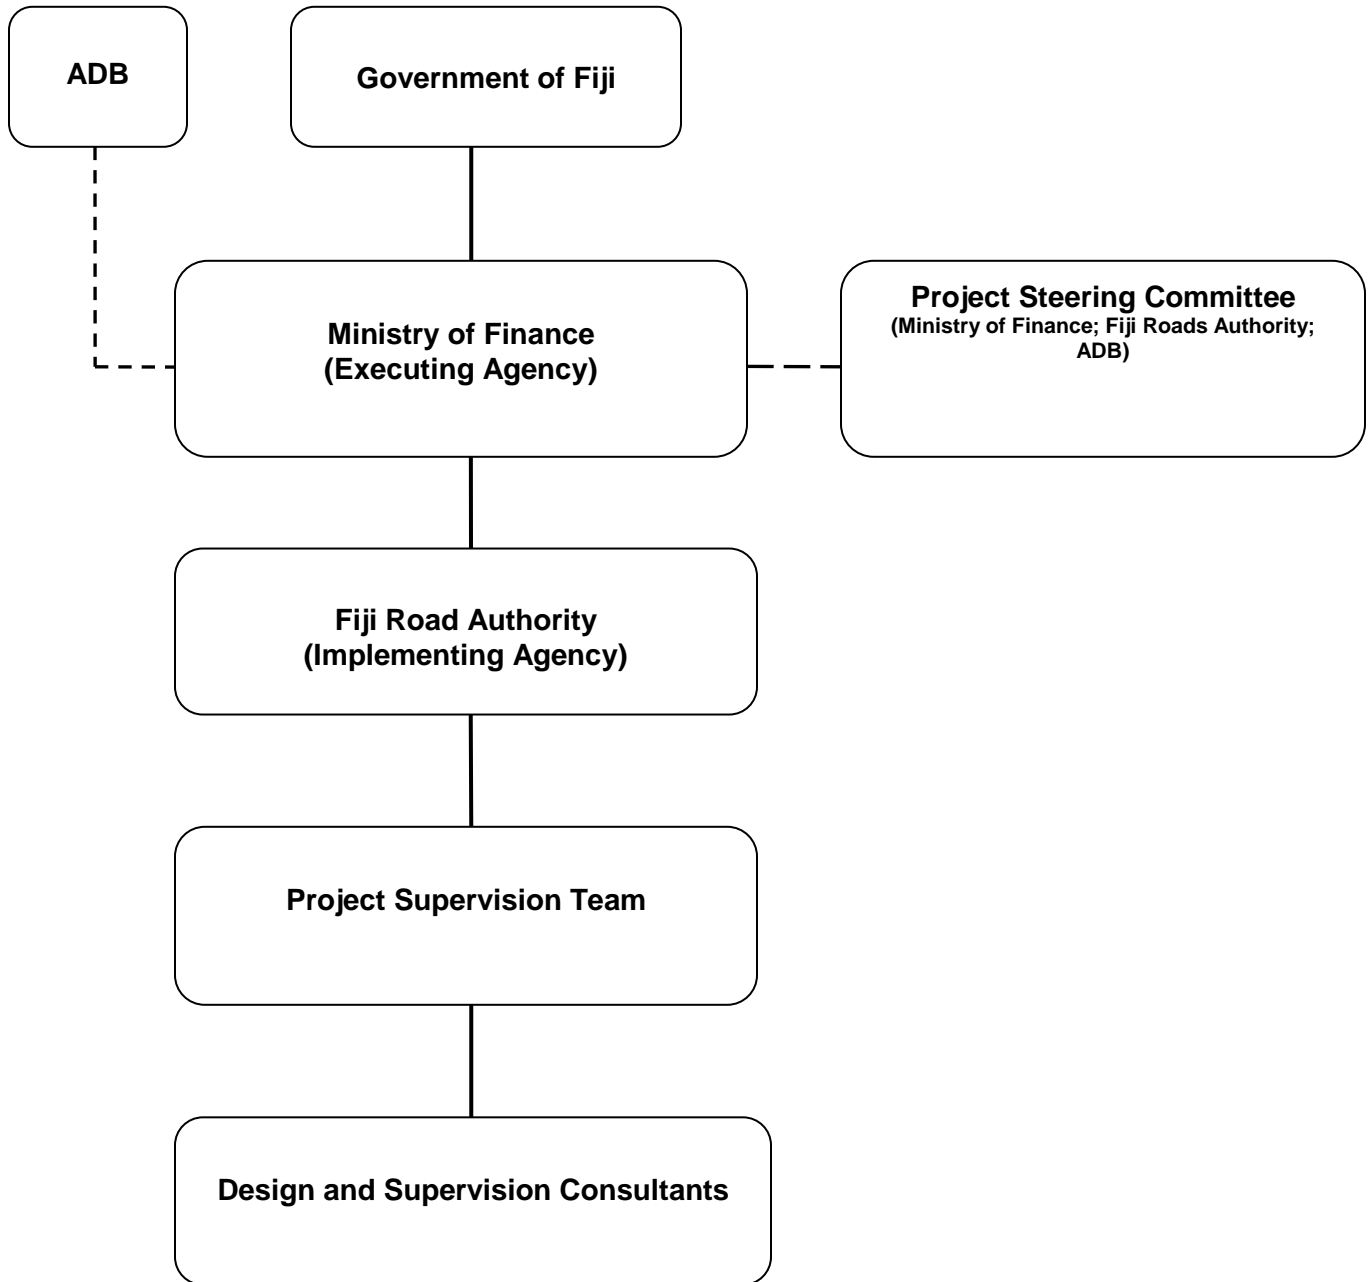 ADB
Government of Fiji
Ministry of Finance
(Executing Agency)
Project Steering Committee
(Ministry of Finance; Fiji Roads Authority;
ADB)
Fiji Road Authority
(Implementing Agency)
Project Supervision Team
Design and Supervision Consultants